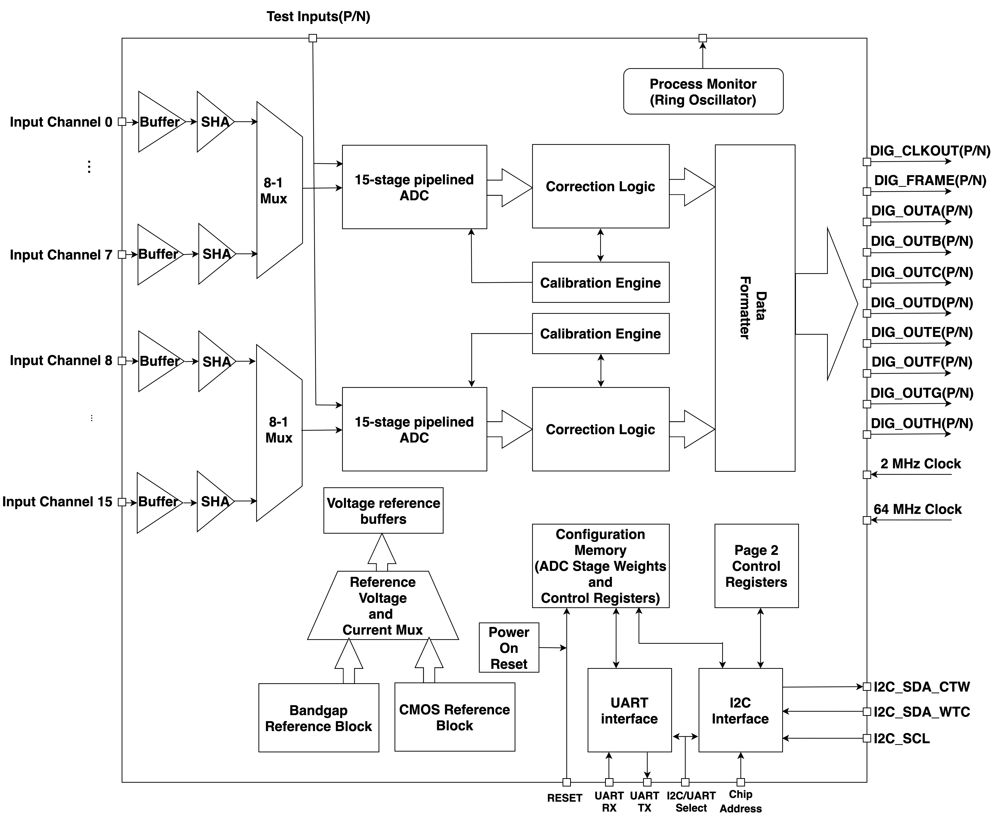 Test Inputs(P/N)
Process Monitor
(Ring Oscillator)
Input Channel 0
Buffer
SHA
...
8-1
Mux
Input Channel 7
Buffer
SHA
15-stage pipelined
ADC
Correction Logic
Calibration Engine
Data
Formatter
DIG_CLKOUT(P/N)
DIG_FRAME(P/N)
DIG_OUTA(P/N)
DIG_OUTB(P/N)
DIG_OUTC(P/N)
DIG_OUTD(P/N)
DIG_OUTE(P/N)
DIG_OUTF(P/N)
DIG_OUTG(P/N)
DIG_OUTH(P/N)
2 MHz Clock
64 MHz Clock
Input Channel 8
Buffer
SHA
...
8-1
Mux
Input Channel 15
Buffer
SHA
Calibration Engine
15-stage pipelined
ADC
Correction Logic
Voltage reference
buffers
Reference
Voltage
and
Current Mux
Bandgap
Reference Block
CMOS Reference
Block
Configuration
Memory
(ADC Stage Weights
and
Control Registers)
Page 2
Control
Registers
Power
On
Reset
UART
interface
I2C
Interface
I2C_SDA_CTW
I2C_SDA_WTC
I2C_SCL
RESET
UART
RX
UART
TX
I2C/UART
Select
Chip
Address